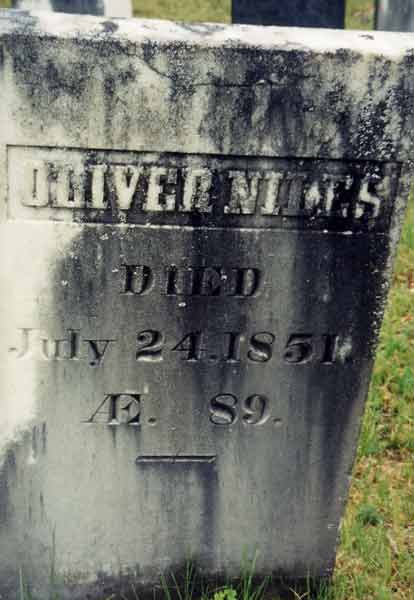 OLIVER NILES
DIED
July 24. 1851.
Æ. 89.